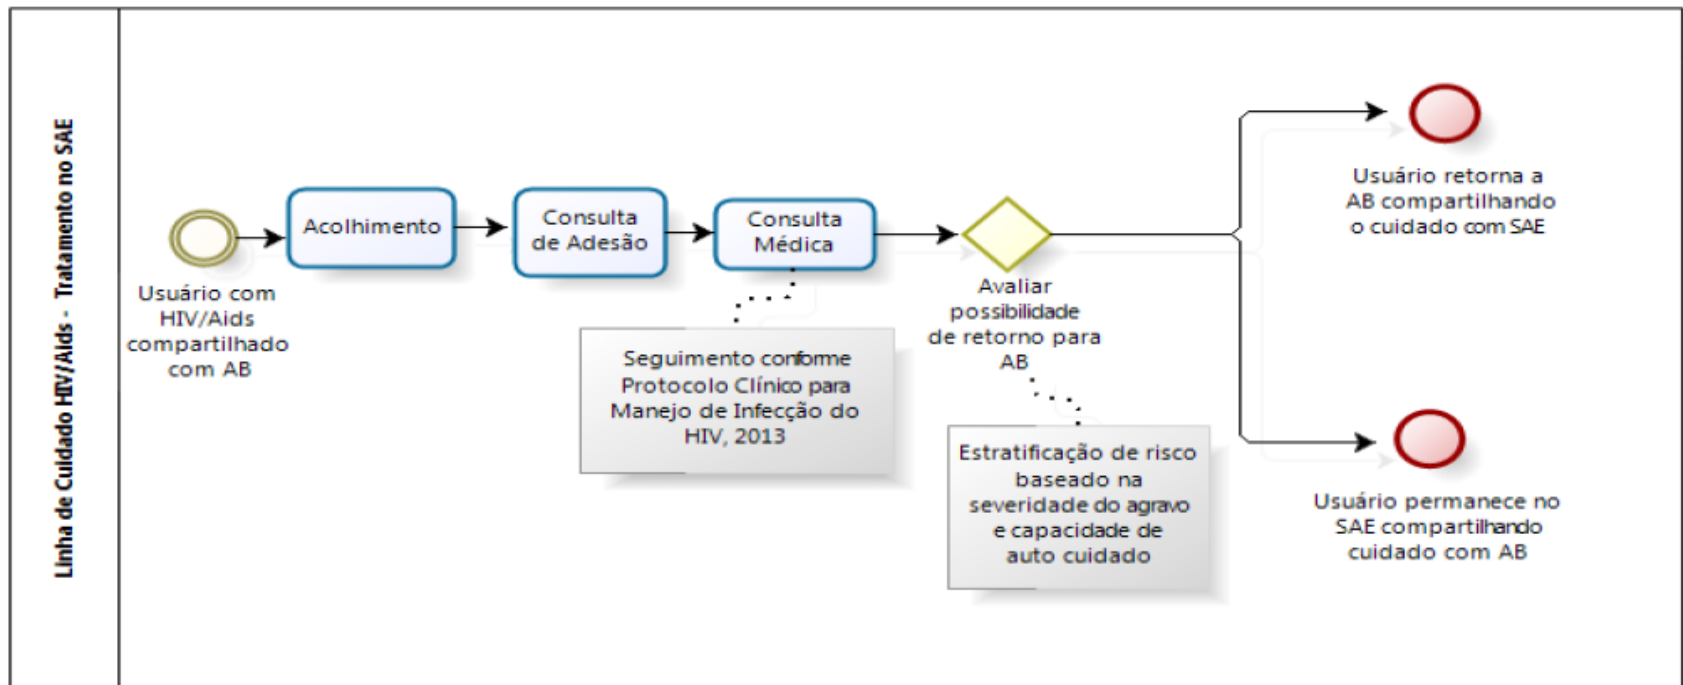 Linha de Cuidado HIV/Aids - Tratamento no SAE
Usuário com
HIV/Aids
compartilhado
com AB
Acolhimento
Consulta
de Adesão
Consulta
Médica
Seguimento conforme
Protocolo Clínico para
Manejo de Infecção do
HIV, 2013
Avaliar
possibilidade
de retorno para
AB
Estratificação de risco
baseado na
severidade do agravo
e capacidade de
auto cuidado
Usuário retorna a
AB compartilhando
o cuidado com SAE
Usuário permanece no
SAE compartilhando
cuidado com AB